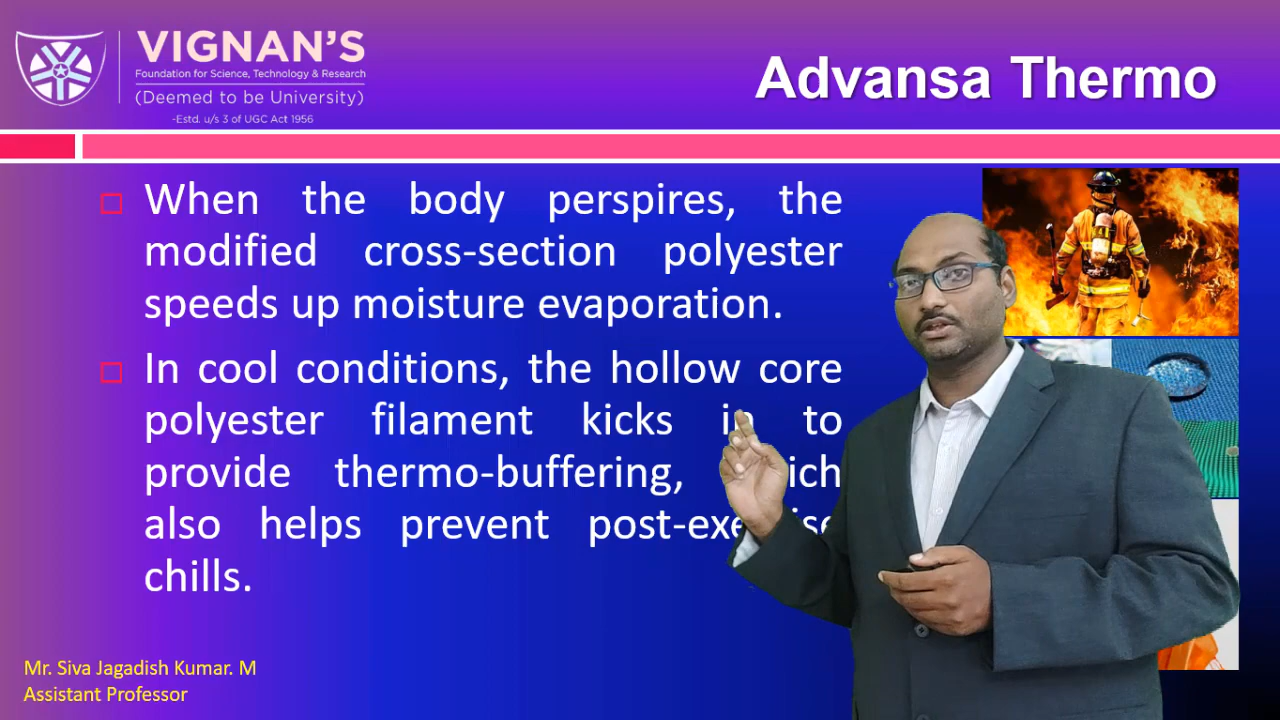 VIGNAN'S
Foundation for Science, Technology & Research
(Deemed to be University)
-Estd. u/s 3 of UGC Act 1956
Advansa Thermo
When the body perspires, the
modified cross-section polyester
speeds up moisture evaporation.
In cool conditions, the hollow core
polyester filament kicks in to
provide thermo-buffering,
also helps prevent post-exercise
chills.
Mr. Siva Jagadish Kumar. M
Assistant Professor